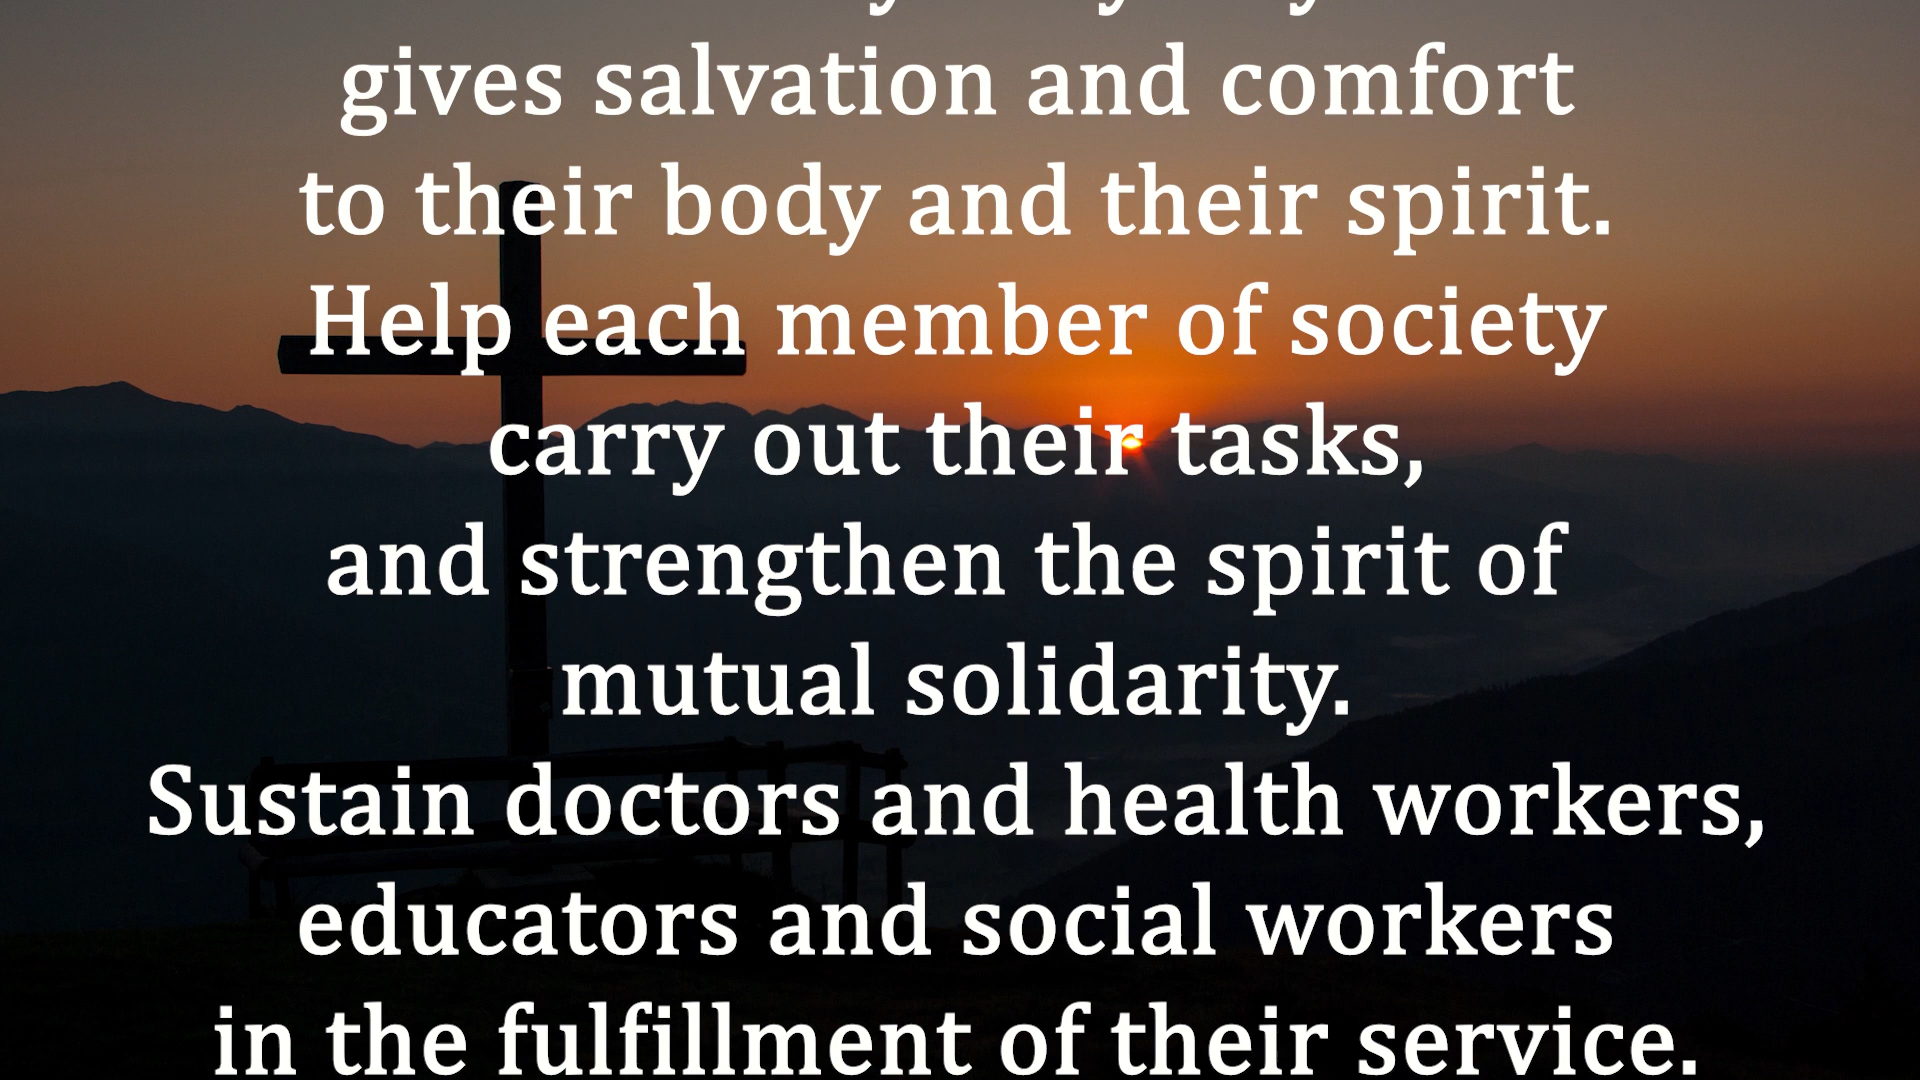 gives salvation and comfort
to their body and their spirit.
Help each member of society
carry out their tasks,
and strengthen the spirit of
mutual solidarity.
Sustain doctors and health workers,
educators and social workers
in the fulfillment of their service.